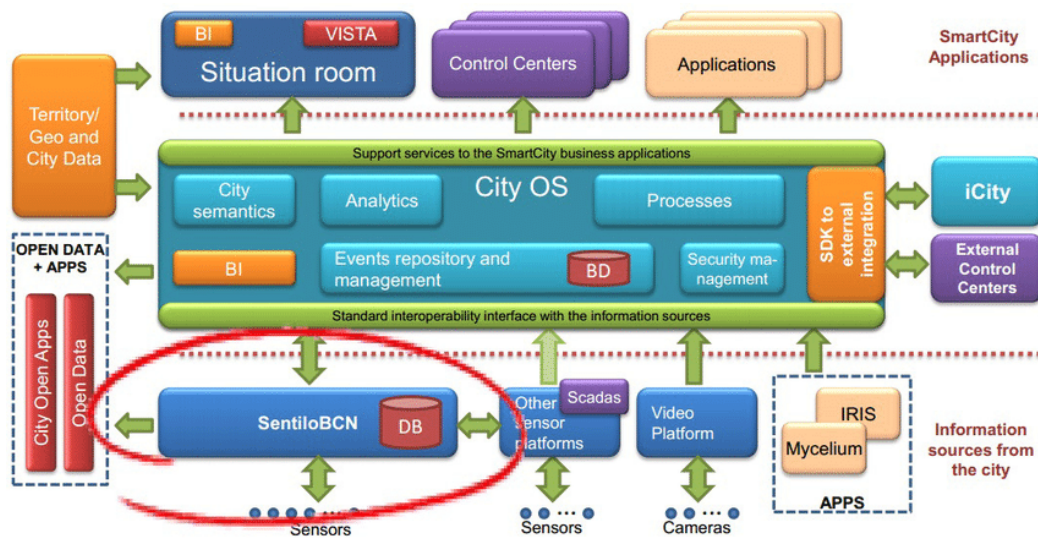 BI
VISTA
Situation room
Control Centers
Applications
SmartCity
Applications
Territory/
Geo and
City Data
Support services to the SmartCity business applications
City OS
City
semantics
Analytics
Processes
SDK to
external
integration
iCity
OPEN DATA
+ APPS
BI
Events repository and
management
BD
Security ma-
nagement
External
Control
Centers
Standard interoperability interface with the information sources
City Open Apps
Open Data
SentiloBCN
DB
Other
sensor
platforms
Scadas
Video
Platform
IRIS
Mycelium
APPS
Information
sources from
the city
Sensors
Sensors
Cameras